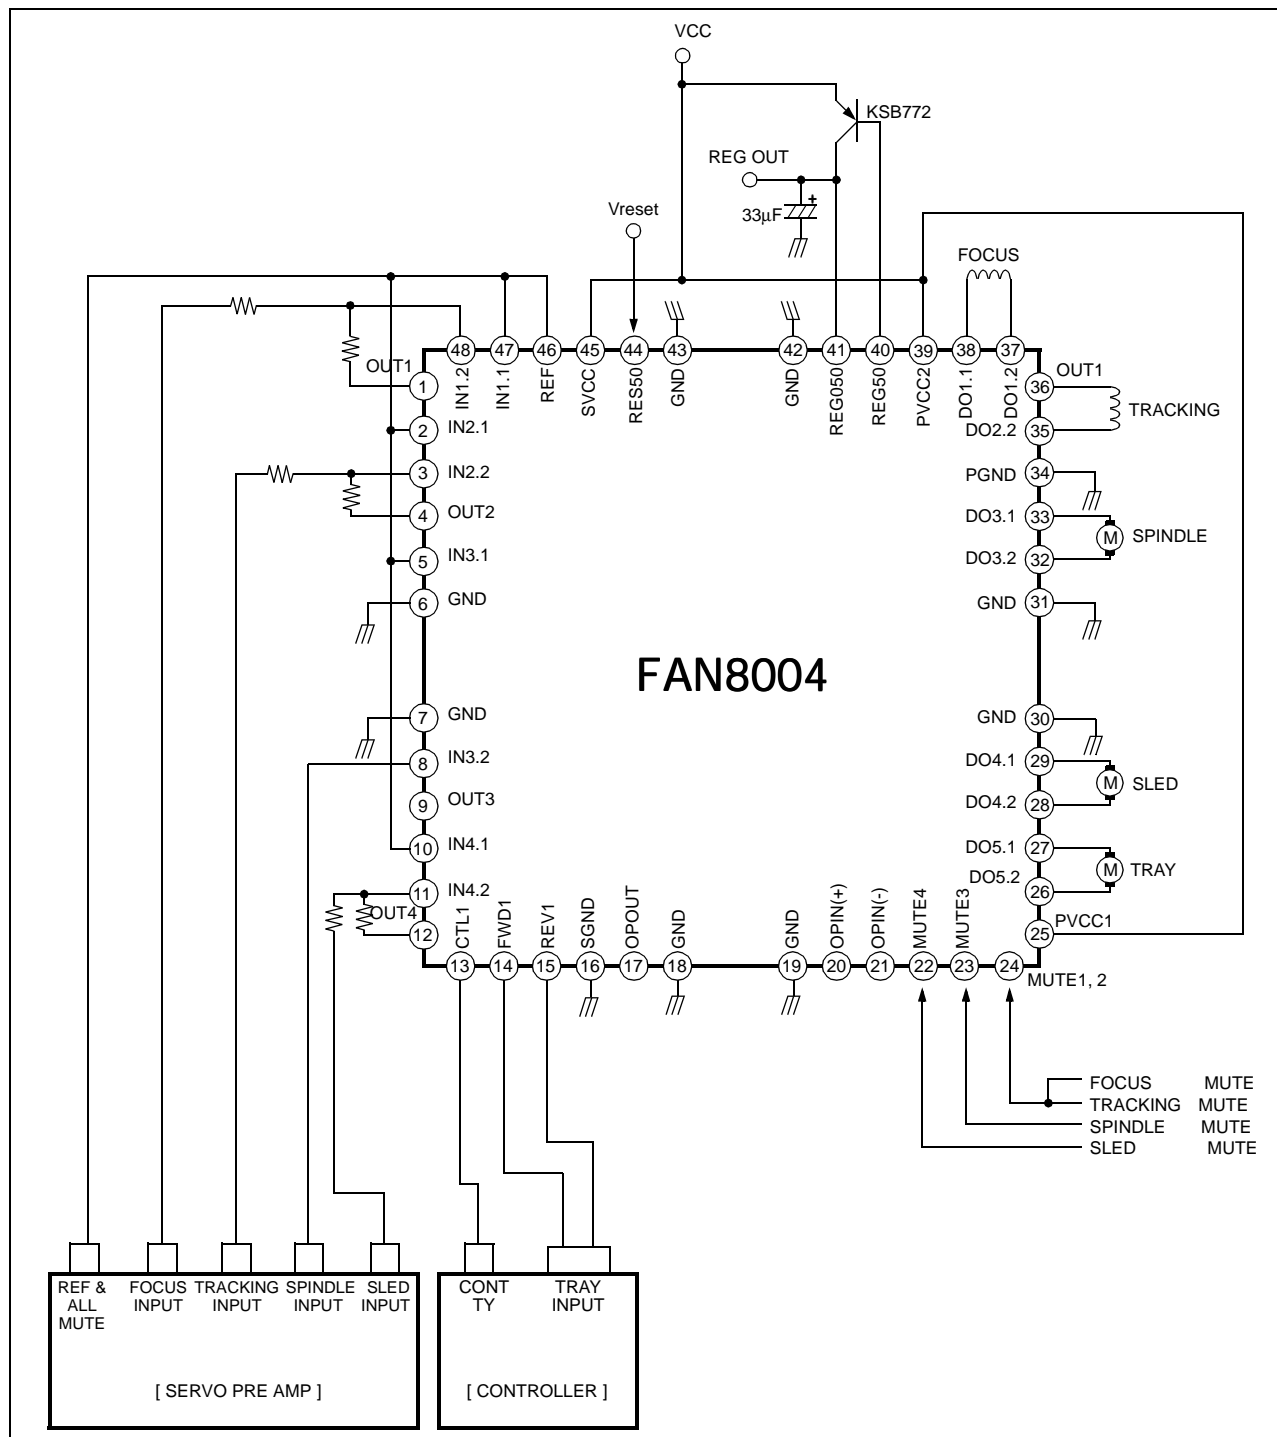 VCC
KSB772
REG OUT
+
33μF
Vreset
FOCUS
48 47 46 45 44 43 42 41 40 39 38 37
IN1.2
IN1.1
REF
SVCC
RES50
GND
GND
REG050
REG50
PVCC2
DO1.1
DO1.2
OUT1
1
2 IN2.1
3 IN2.2
4 OUT2
5 IN3.1
6 GND
7 GND
8 IN3.2
9 OUT3
10 IN4.1
11 IN4.2
OUT4
12
FAN8004
36 OUT1
TRACKING
DO2.2 35
PGND 34
DO3.1 33
M SPINDLE
DO3.2 32
GND 31
GND 30
DO4.1 29
M SLED
DO4.2 28
DO5.1 27
M TRAY
DO5.2 26
PVCC1
25
CTL1
FWD1
REV1
SGND
OPOUT
GND
GND
OPIN(+)
OPIN(-)
MUTE4
MUTE3
13 14 15 16 17 18 19 20 21 22 23 24
MUTE1, 2
FOCUS MUTE
TRACKING MUTE
SPINDLE MUTE
SLED MUTE
REF &
ALL
MUTE
FOCUS
INPUT
TRACKING
INPUT
SPINDLE
INPUT
SLED
INPUT
[ SERVO PRE AMP ]
CONT
TY
TRAY
INPUT
[ CONTROLLER ]